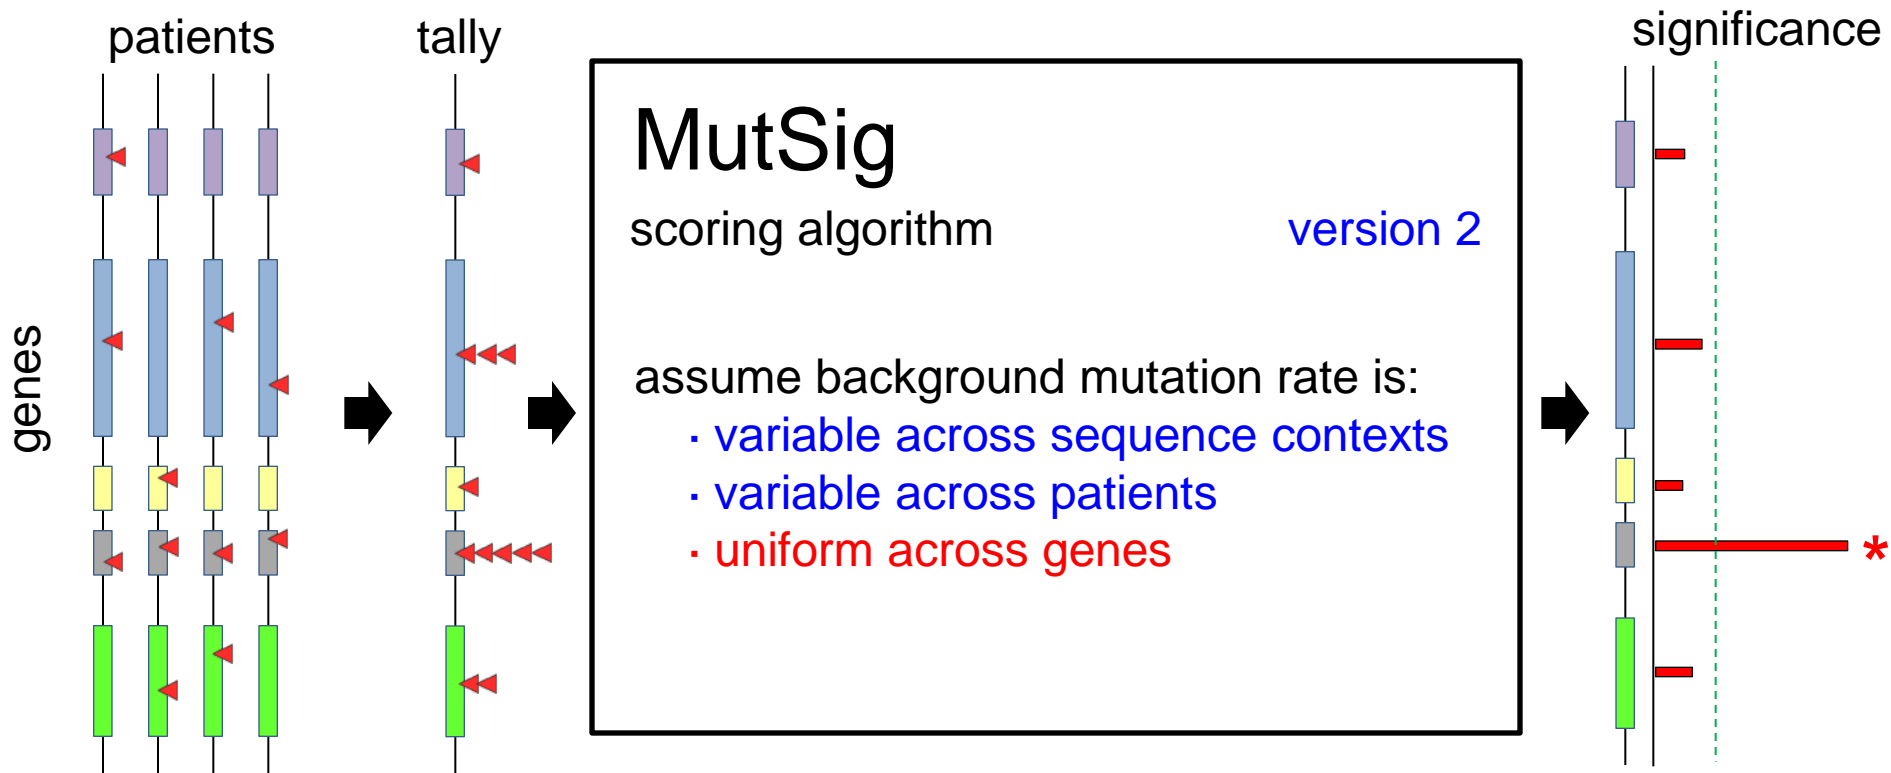 patients
tally
significance
genes
MutSig
scoring algorithm version 2
assume background mutation rate is:
· variable across sequence contexts
· variable across patients
· uniform across genes
*